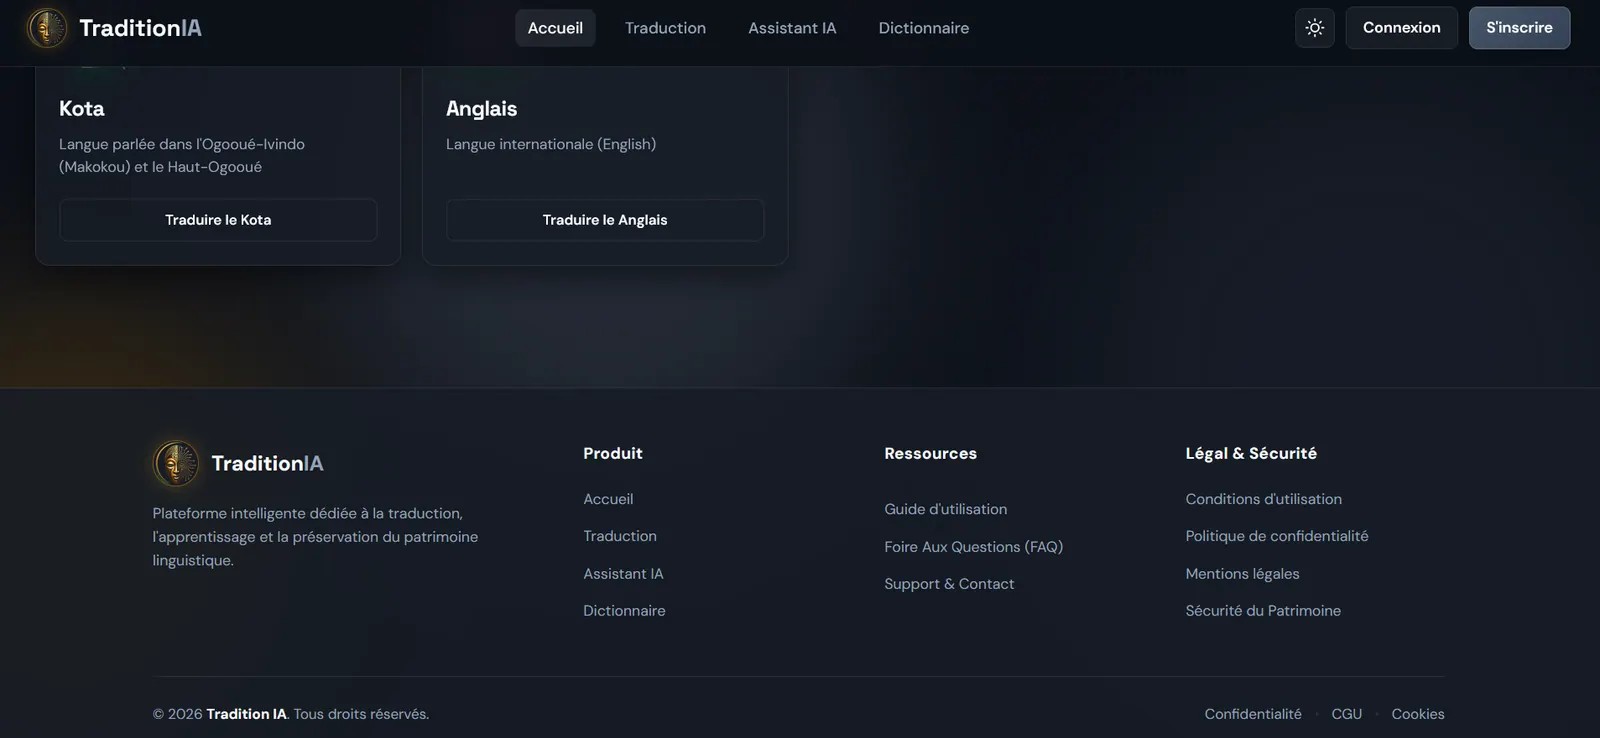 TraditionIA
Accueil
Traduction
Assistant IA
Dictionnaire
Connexion
S'inscrire
Kota
Langue parlée dans l'Ogooué-Ivindo
(Makokou) et le Haut-Ogooué
Traduire le Kota
Anglais
Langue internationale (English)
Traduire le Anglais
TraditionIA
Plateforme intelligente dédiée à la traduction,
l'apprentissage et la préservation du patrimoine
linguistique.
Produit
Accueil
Traduction
Assistant IA
Dictionnaire
Ressources
Guide d'utilisation
Foire Aux Questions (FAQ)
Support & Contact
Légal & Sécurité
Conditions d'utilisation
Politique de confidentialité
Mentions légales
Sécurité du Patrimoine
© 2026 Tradition IA. Tous droits réservés.
Confidentialité · CGU · Cookies